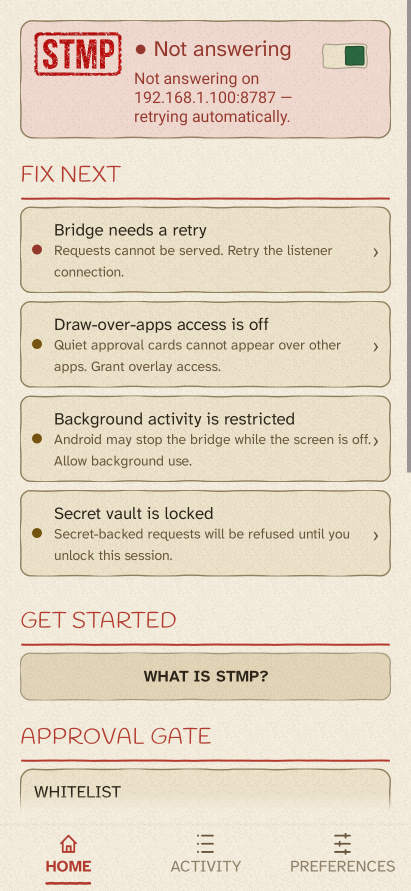 STMP
● Not answering
Not answering on
192.168.1.100:8787 —
retrying automatically.
FIX NEXT
Bridge needs a retry
Requests cannot be served. Retry the listener
connection.
›
Draw-over-apps access is off
Quiet approval cards cannot appear over other
apps. Grant overlay access.
›
Background activity is restricted
Android may stop the bridge while the screen is off.
Allow background use.
›
Secret vault is locked
Secret-backed requests will be refused until you
unlock this session.
›
GET STARTED
WHAT IS STMP?
APPROVAL GATE
WHITELIST
HOME
ACTIVITY
PREFERENCES